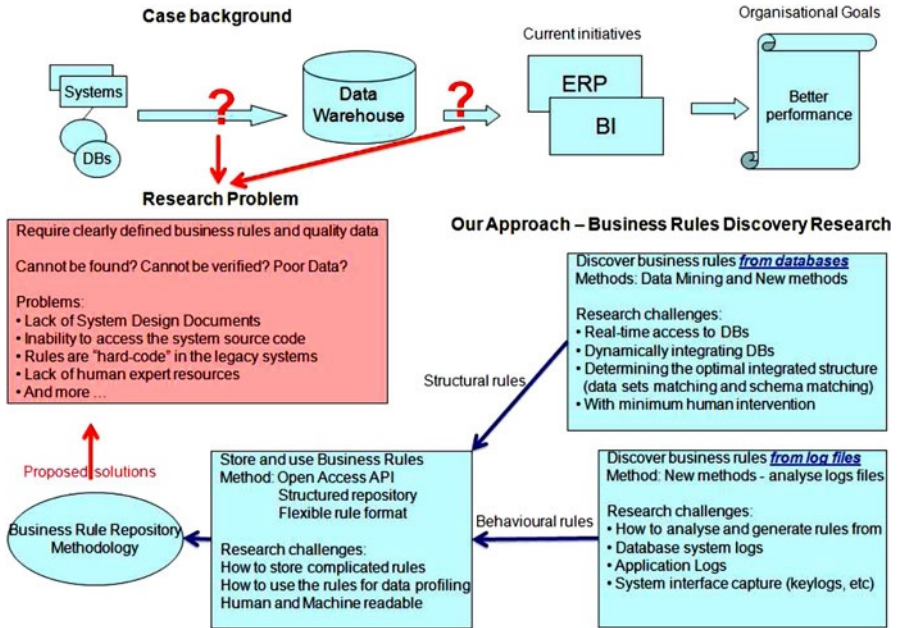 Case background
Organisational Goals
Current initiatives
Systems
DBs
?
Data
Warehouse
?
ERP
BI
Better
performance
Research Problem
Require clearly defined business rules and quality data
Cannot be found? Cannot be verified? Poor Data?
Problems:
• Lack of System Design Documents
• Inability to access the system source code
• Rules are "hard-code" in the legacy systems
• Lack of human expert resources
• And more ...
Our Approach – Business Rules Discovery Research
Discover business rules from databases
Methods: Data Mining and New methods
Research challenges:
• Real-time access to DBs
• Dynamically integrating DBs
• Determining the optimal integrated structure
(data sets matching and schema matching)
• With minimum human intervention
Structural rules
Discover business rules from log files
Method: New methods - analyse logs files
Research challenges:
• How to analyse and generate rules from
• Database system logs
• Application Logs
• System interface capture (keylogs, etc)
Behavioural rules
Store and use Business Rules
Method: Open Access API
Structured repository
Flexible rule format
Research challenges:
How to store complicated rules
How to use the rules for data profiling
Human and Machine readable
Proposed solutions
Business Rule Repository
Methodology